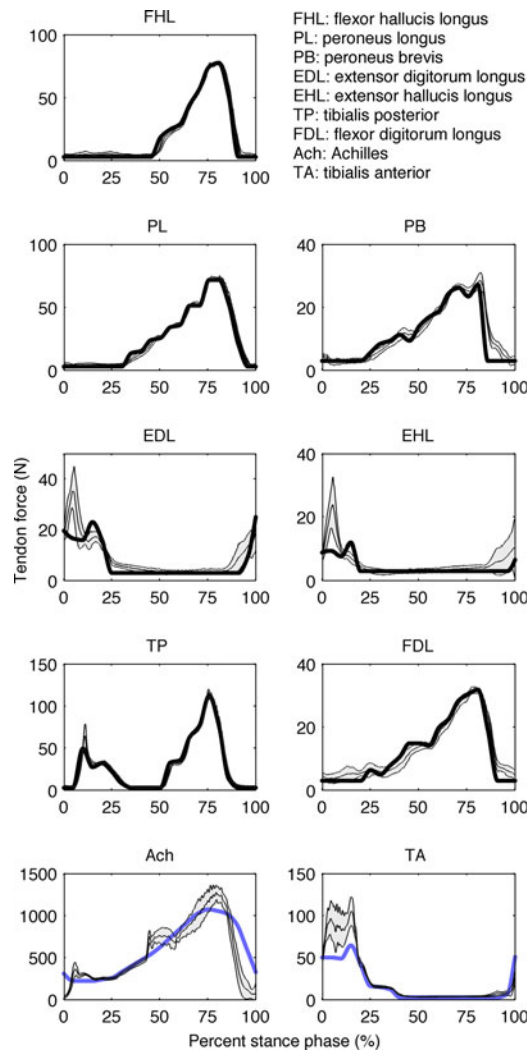 FHL
100
50
0
0 25 50 75 100
FHL: flexor hallucis longus
PL: peroneus longus
PB: peroneus brevis
EDL: extensor digitorum longus
EHL: extensor hallucis longus
TP: tibialis posterior
FDL: flexor digitorum longus
Ach: Achilles
TA: tibialis anterior
PL
100
50
0
0 25 50 75 100
PB
40
20
0
0 25 50 75 100
Tendon force (N)
EDL
40
20
0
0 25 50 75 100
EHL
40
20
0
0 25 50 75 100
TP
150
100
50
0
0 25 50 75 100
FDL
40
20
0
0 25 50 75 100
Ach
1500
1000
500
0
0 25 50 75 100
TA
150
100
50
0
0 25 50 75 100
Percent stance phase (%)